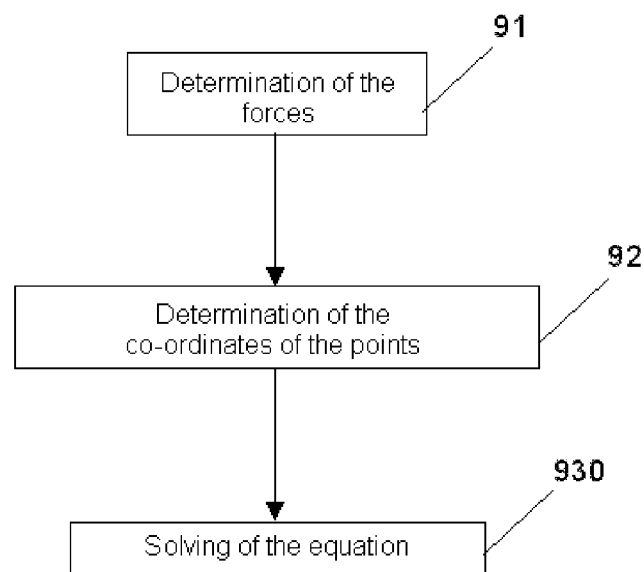 91
Determination of the
forces
92
Determination of the
co-ordinates of the points
930
Solving of the equation